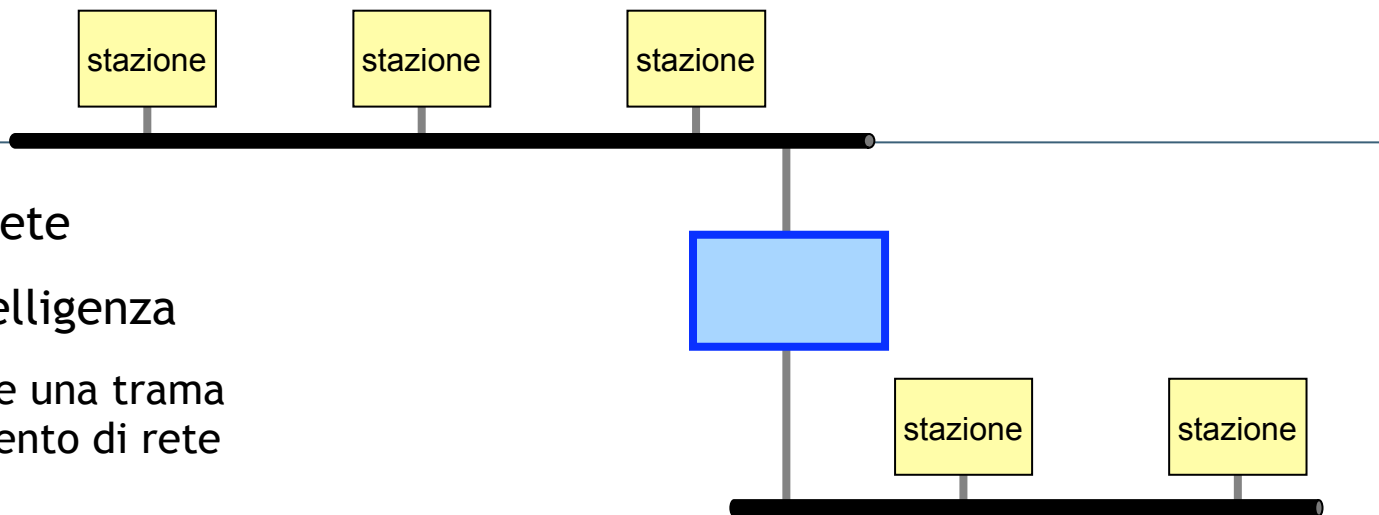 stazione stazione stazione
ete
elligenza
e una trama
ento di rete
stazione stazione